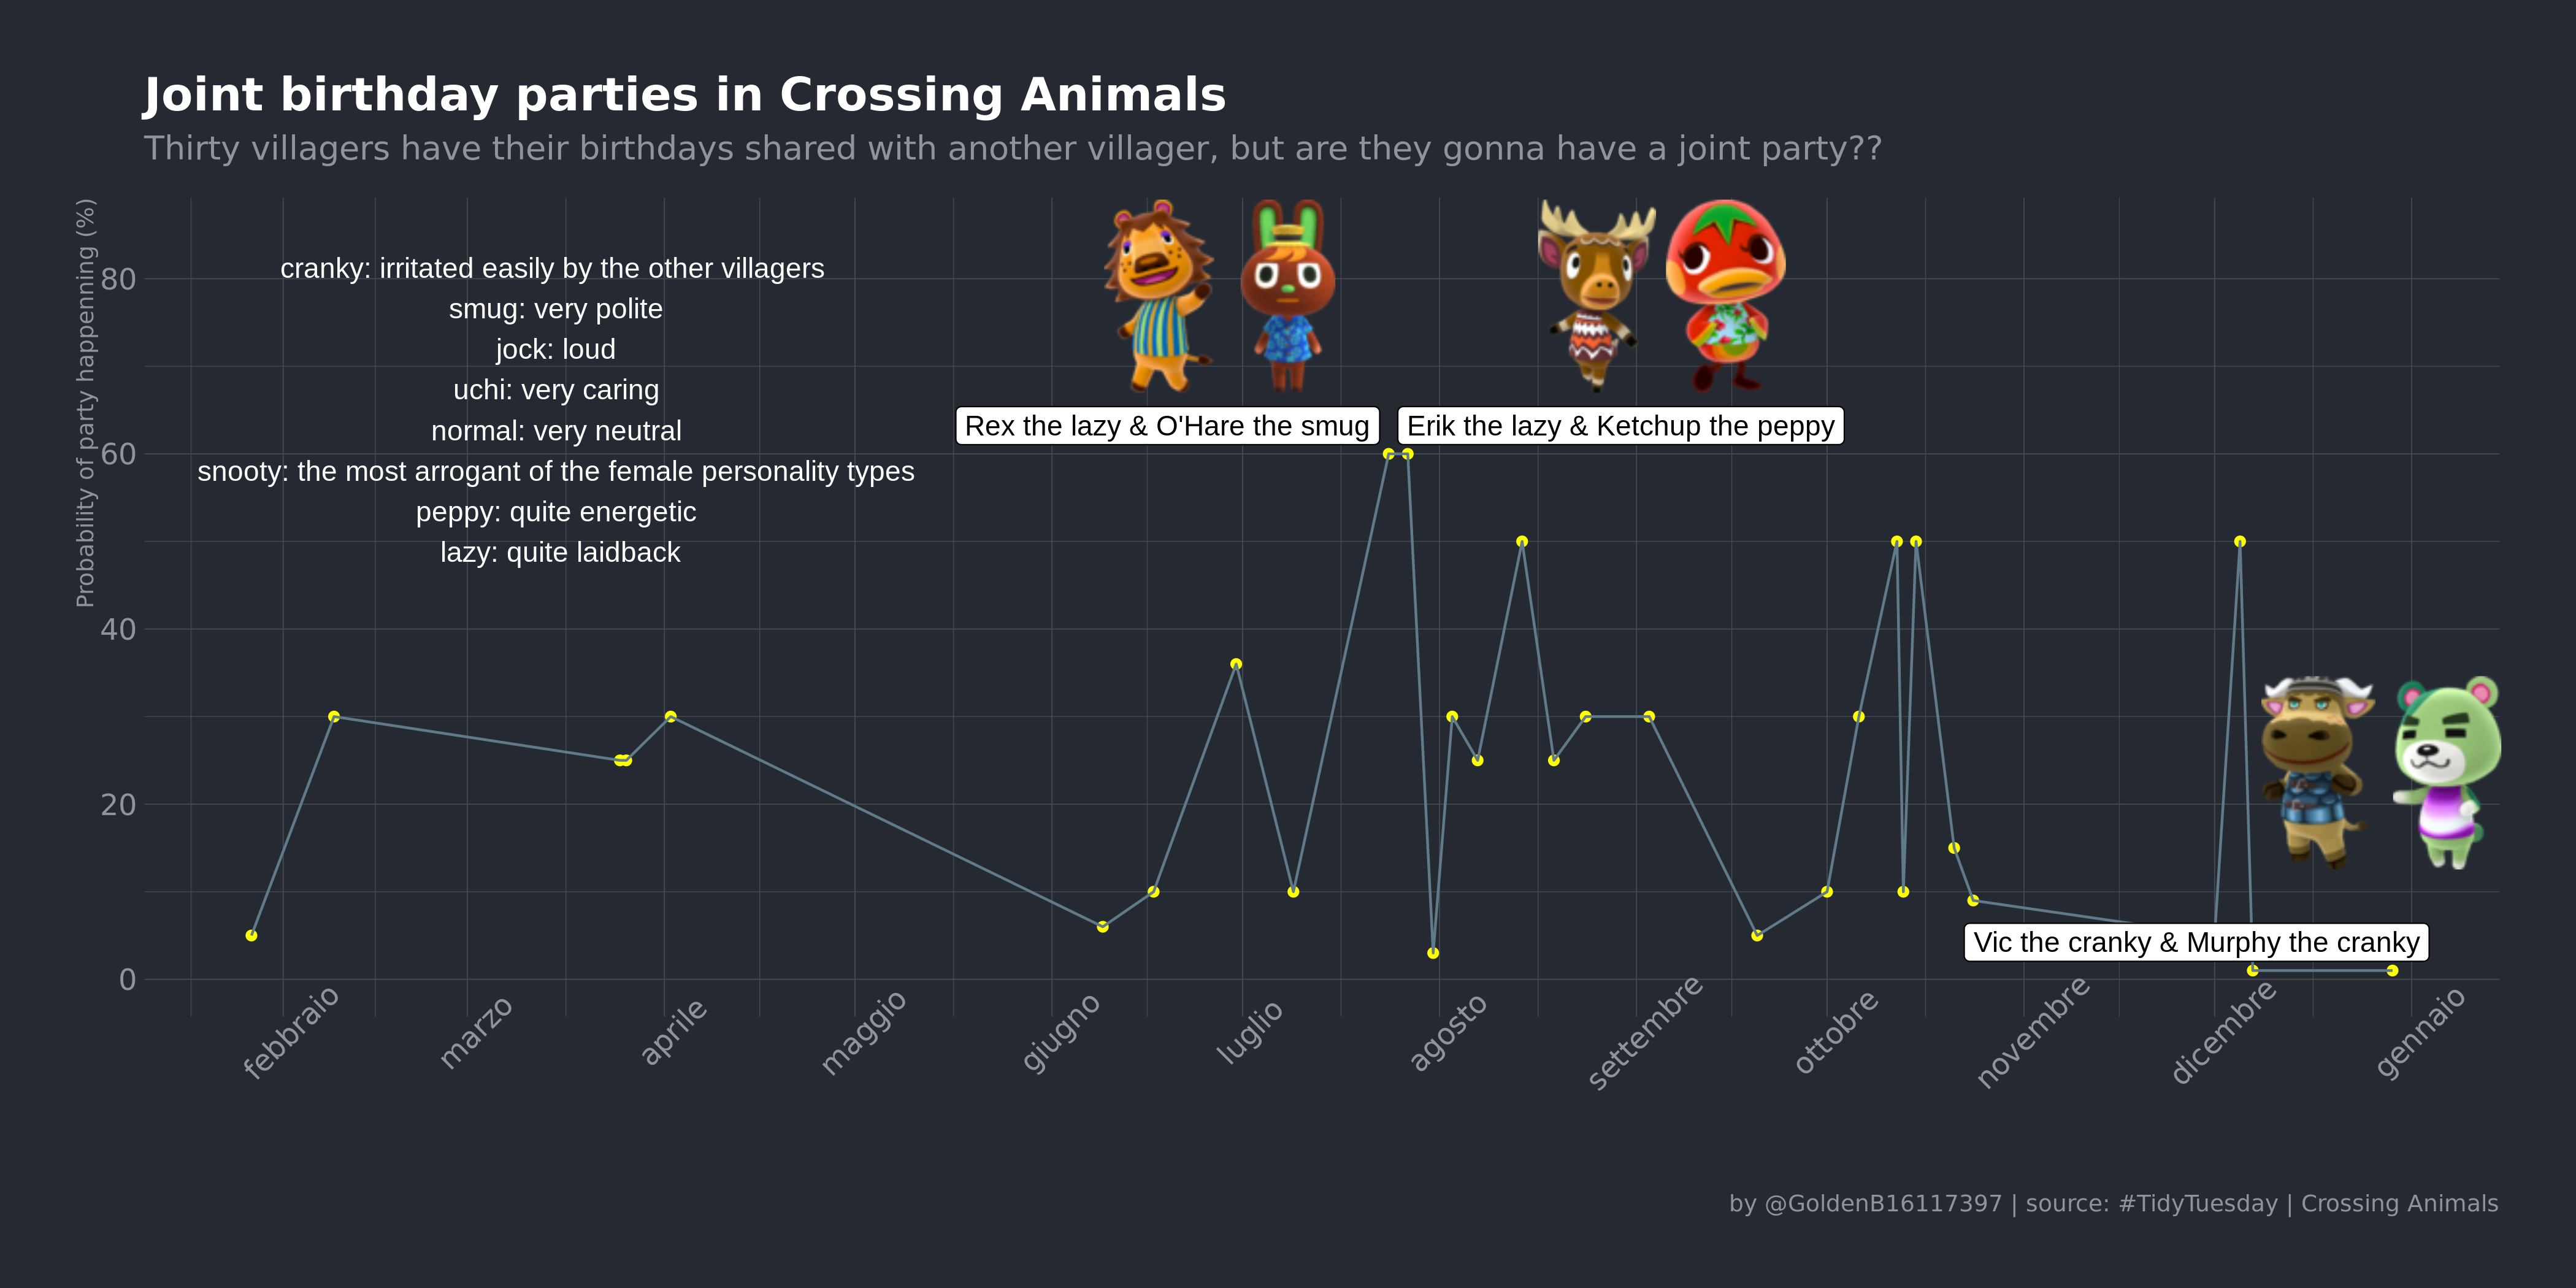 Joint birthday parties in Crossing Animals
Thirty villagers have their birthdays shared with another villager, but are they gonna have a joint party??
Probability of party happenning (%)
80
60
40
20
0
cranky: irritated easily by the other villagers
smug: very polite
jock: loud
uchi: very caring
normal: very neutral
snooty: the most arrogant of the female personality types
peppy: quite energetic
lazy: quite laidback
Rex the lazy & O'Hare the smug
Erik the lazy & Ketchup the peppy
Vic the cranky & Murphy the cranky
febbraio
marzo
aprile
maggio
giugno
luglio
agosto
settembre
ottobre
novembre
dicembre
gennaio
by @GoldenB16117397 | source: #TidyTuesday | Crossing Animals